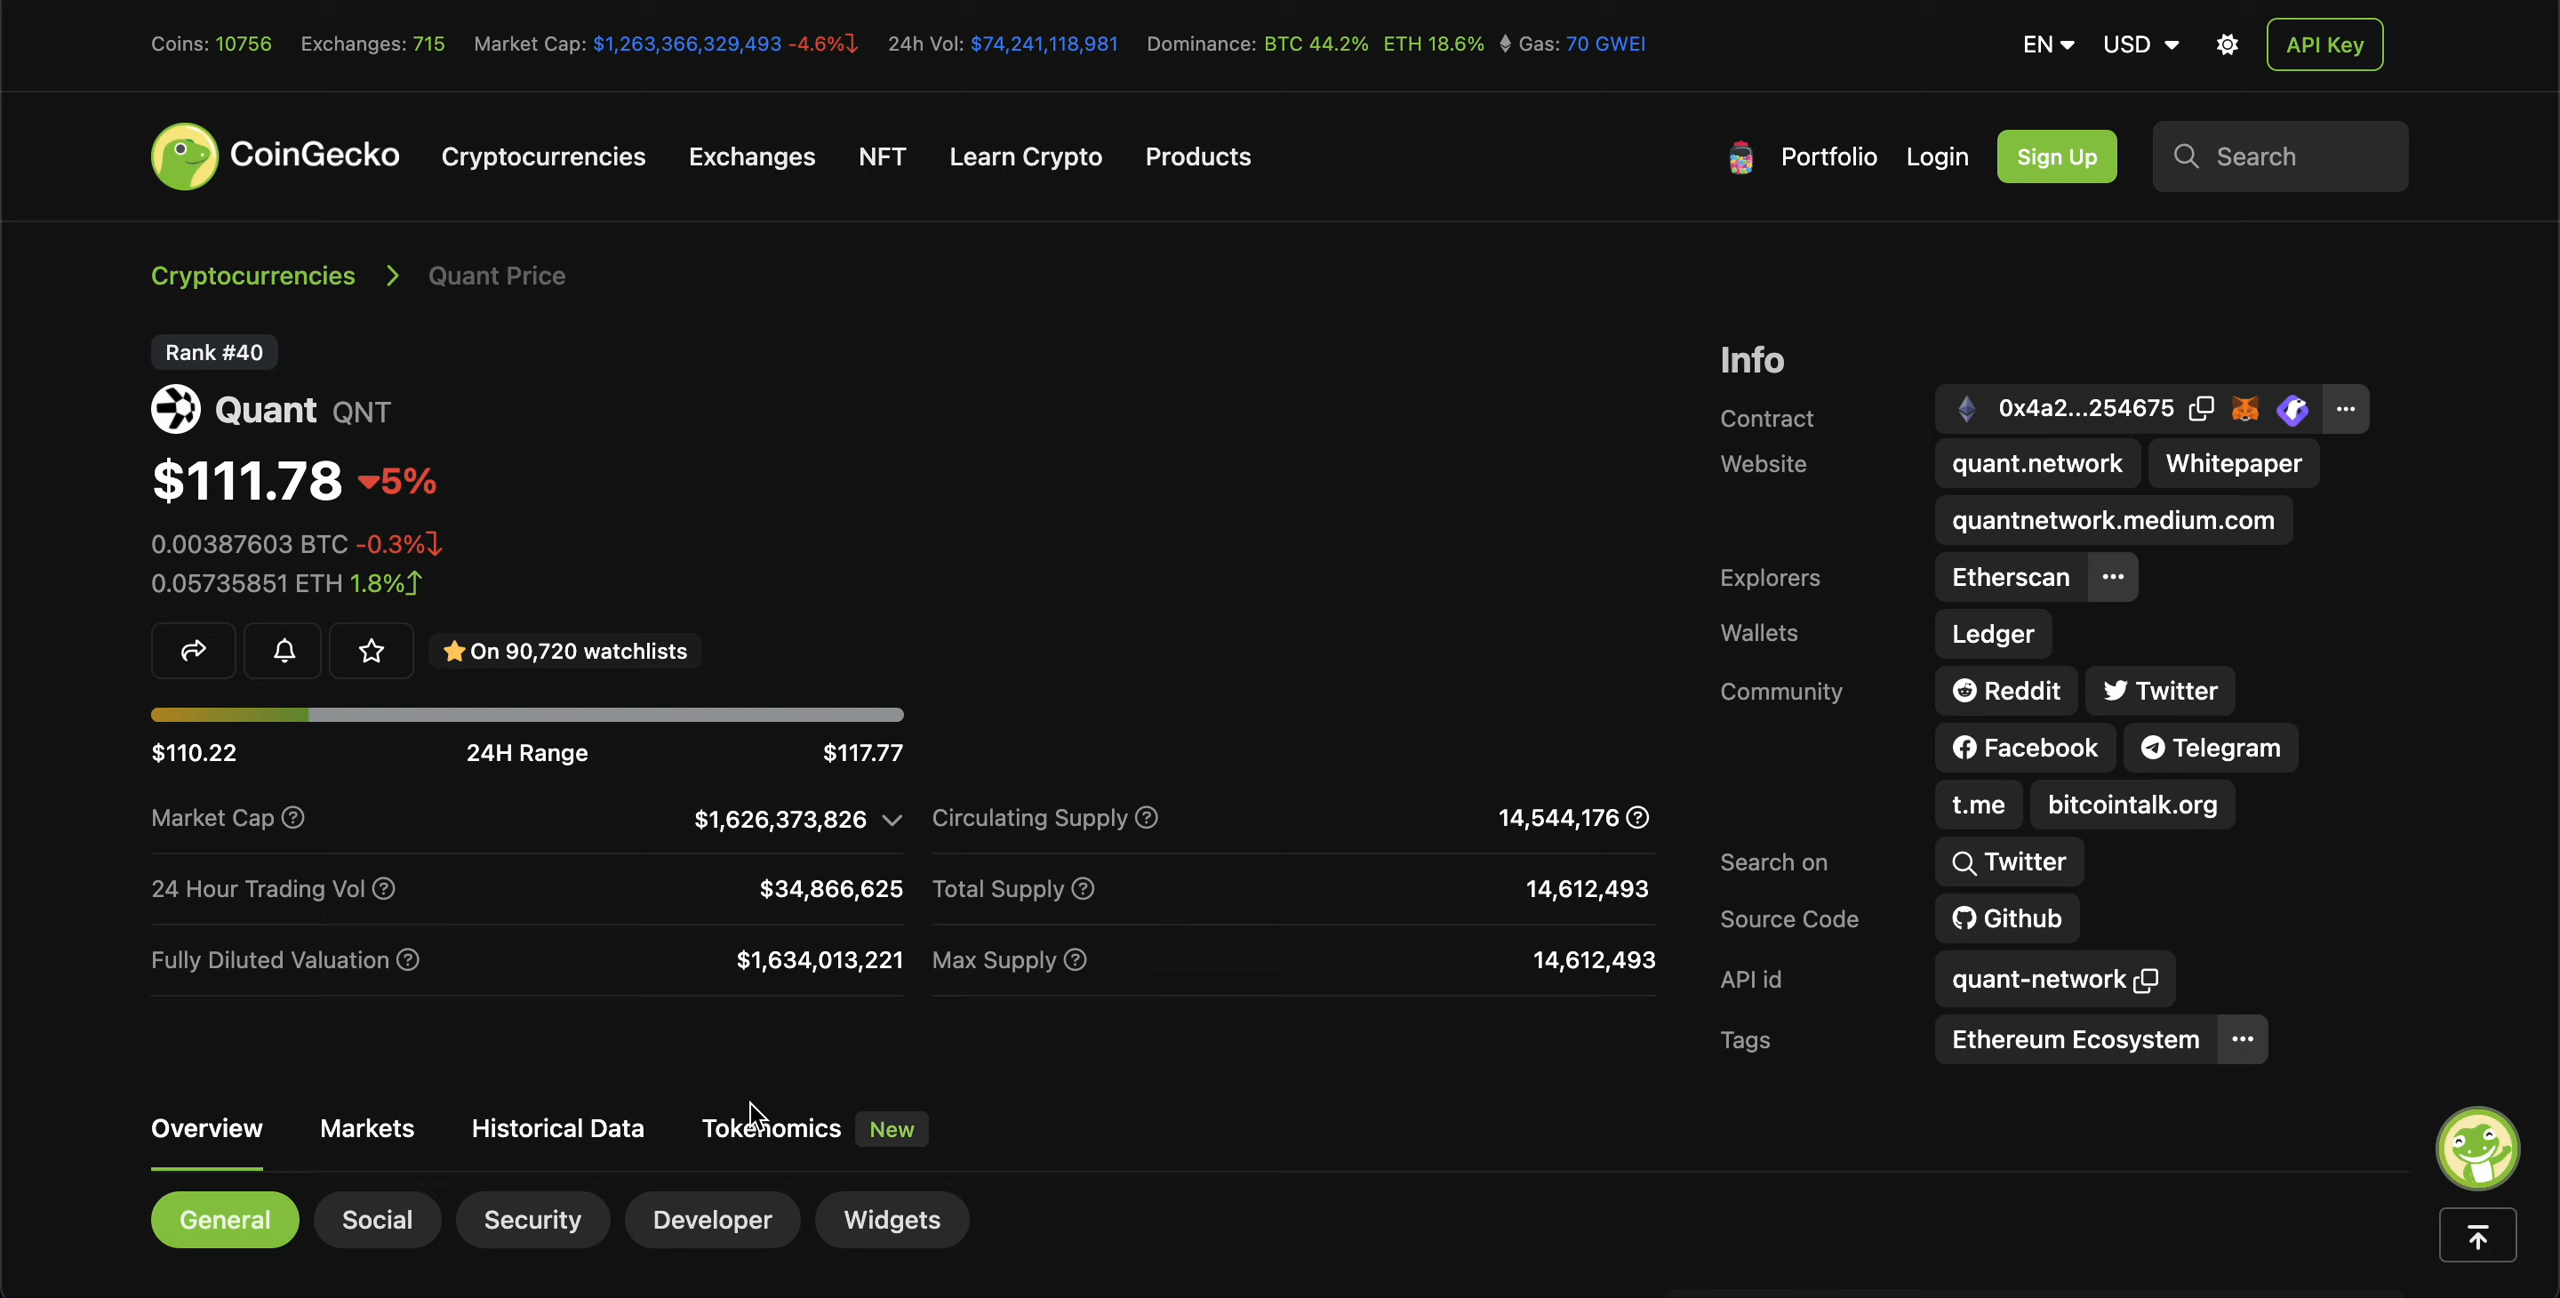 Coins: 10756 Exchanges: 715 Market Cap: $1,263,366,329,493 -4.6% 24h Vol: $74,241,118,981 Dominance: BTC 44.2% ETH 18.6% Gas: 70 GWEI EN USD API Key
CoinGecko Cryptocurrencies Exchanges NFT Learn Crypto Products Portfolio Login Sign Up Search
Cryptocurrencies > Quant Price
Rank #40
Quant QNT
$111.78 5%
0.00387603 BTC -0.3%
0.05735851 ETH 1.8%
On 90,720 watchlists
$110.22 24H Range $117.77
Market Cap ? $1,626,373,826
Circulating Supply ? 14,544,176 ?
24 Hour Trading Vol ? $34,866,625
Total Supply ? 14,612,493
Fully Diluted Valuation ? $1,634,013,221
Max Supply ? 14,612,493
Info
Contract 0x4a2...254675 ...
Website quant.network Whitepaper
quantnetwork.medium.com
Explorers Etherscan ...
Wallets Ledger
Community Reddit Twitter
Facebook Telegram
t.me bitcointalk.org
Search on Twitter
Source Code Github
API id quant-network
Tags Ethereum Ecosystem ...
Overview Markets Historical Data Tokenomics New
General Social Security Developer Widgets